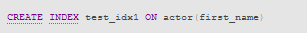 CREATE INDEX test_idx1 ON actor(first_name)